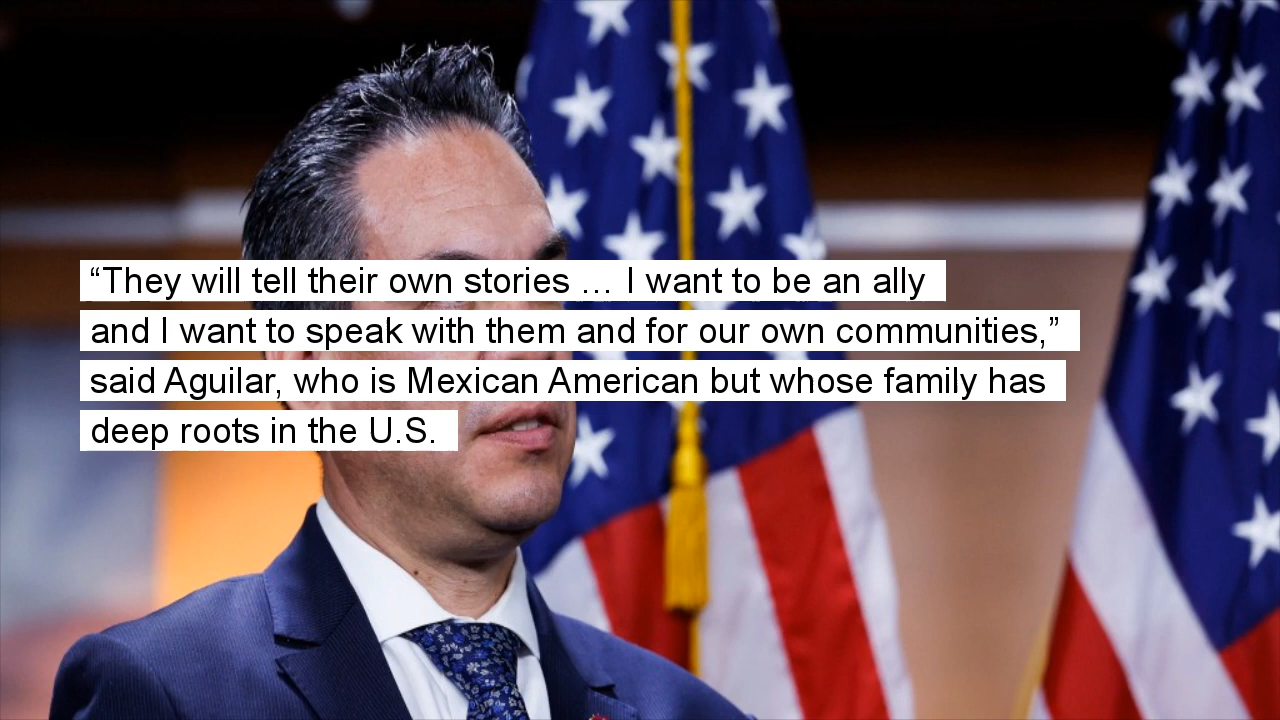 “They will tell their own stories … I want to be an ally
and I want to speak with them and for our own communities,”
said Aguilar, who is Mexican American but whose family has
deep roots in the U.S.